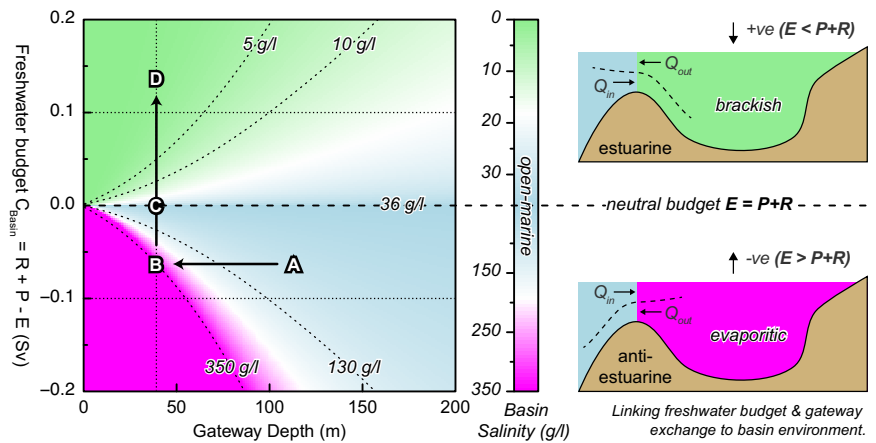 Freshwater budget C_Basin = R + P - E (Sv)
0.2
0.1
0.0
−0.1
−0.2
5 g/l
10 g/l
D
C
B
A
36 g/l
350 g/l
130 g/l
0
50
100
150
200
Gateway Depth (m)
0
10
20
30
150
250
350
open-marine
Basin
Salinity (g/l)
+ve (E < P+R)
Q_out
Q_in
brackish
estuarine
neutral budget E = P+R
-ve (E > P+R)
Q_in
Q_out
evaporitic
anti-
estuarine
Linking freshwater budget & gateway
exchange to basin environment.